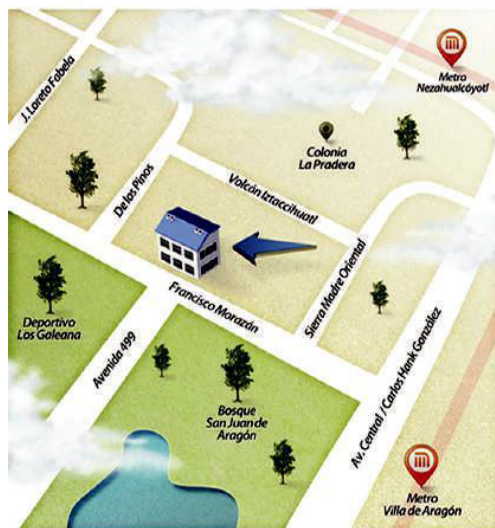 J. Loreto Fabela
Metro
Nezahualcóyotl
Colonia
La Pradera
De los Pinos
Volcán Iztaccihuatl
Sierra Madre Oriental
Francisco Morazán
Deportivo
Los Galeana
Avenida 499
Bosque
San Juan de
Aragón
Av. Central / Carlos Hank González
Metro
Villa de Aragón